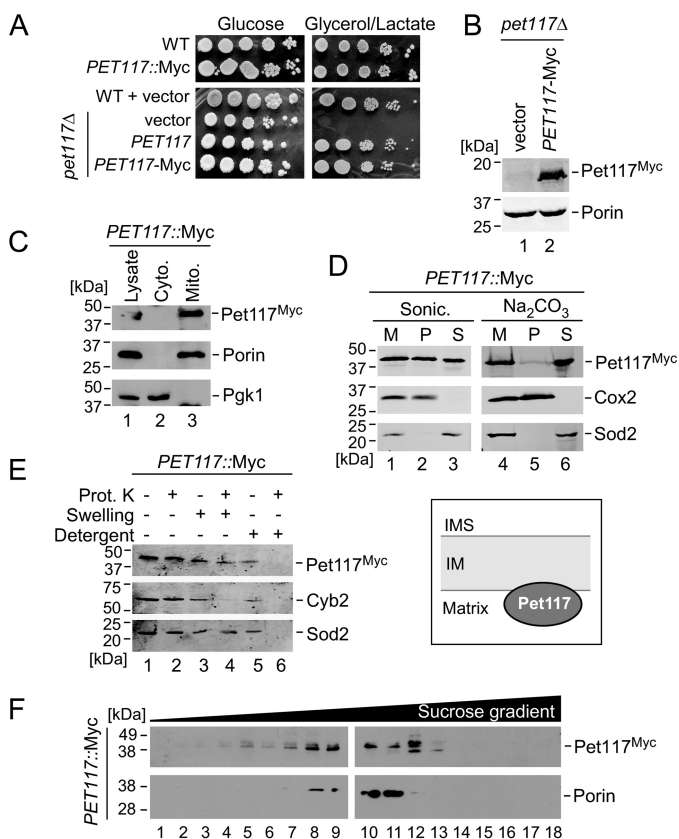 A
Glucose Glycerol/Lactate
WT
PET117::Myc
WT + vector
vector
PET117
PET117-Myc
pet117Δ
B
pet117Δ
vector
PET117-Myc
[kDa]
20
Pet117Myc
37
Porin
25
1 2
C
PET117::Myc
Lysate
Cyto.
Mito.
[kDa]
50
Pet117Myc
37
37
Porin
25
50
Pgk1
37
1 2 3
D
PET117::Myc
Sonic. Na2CO3
M P S M P S
50
Pet117Myc
37
37
Cox2
25
25
Sod2
20
[kDa] 1 2 3 4 5 6
E
PET117::Myc
Prot. K - + - + - +
Swelling - - + + - -
Detergent - - - - + +
50
Pet117Myc
37
75
Cyb2
50
25
Sod2
20
[kDa] 1 2 3 4 5 6
IMS
IM
Matrix
Pet117
F
[kDa] Sucrose gradient
PET117::Myc
49
Pet117Myc
38
38
Porin
28
1 2 3 4 5 6 7 8 9 10 11 12 13 14 15 16 17 18